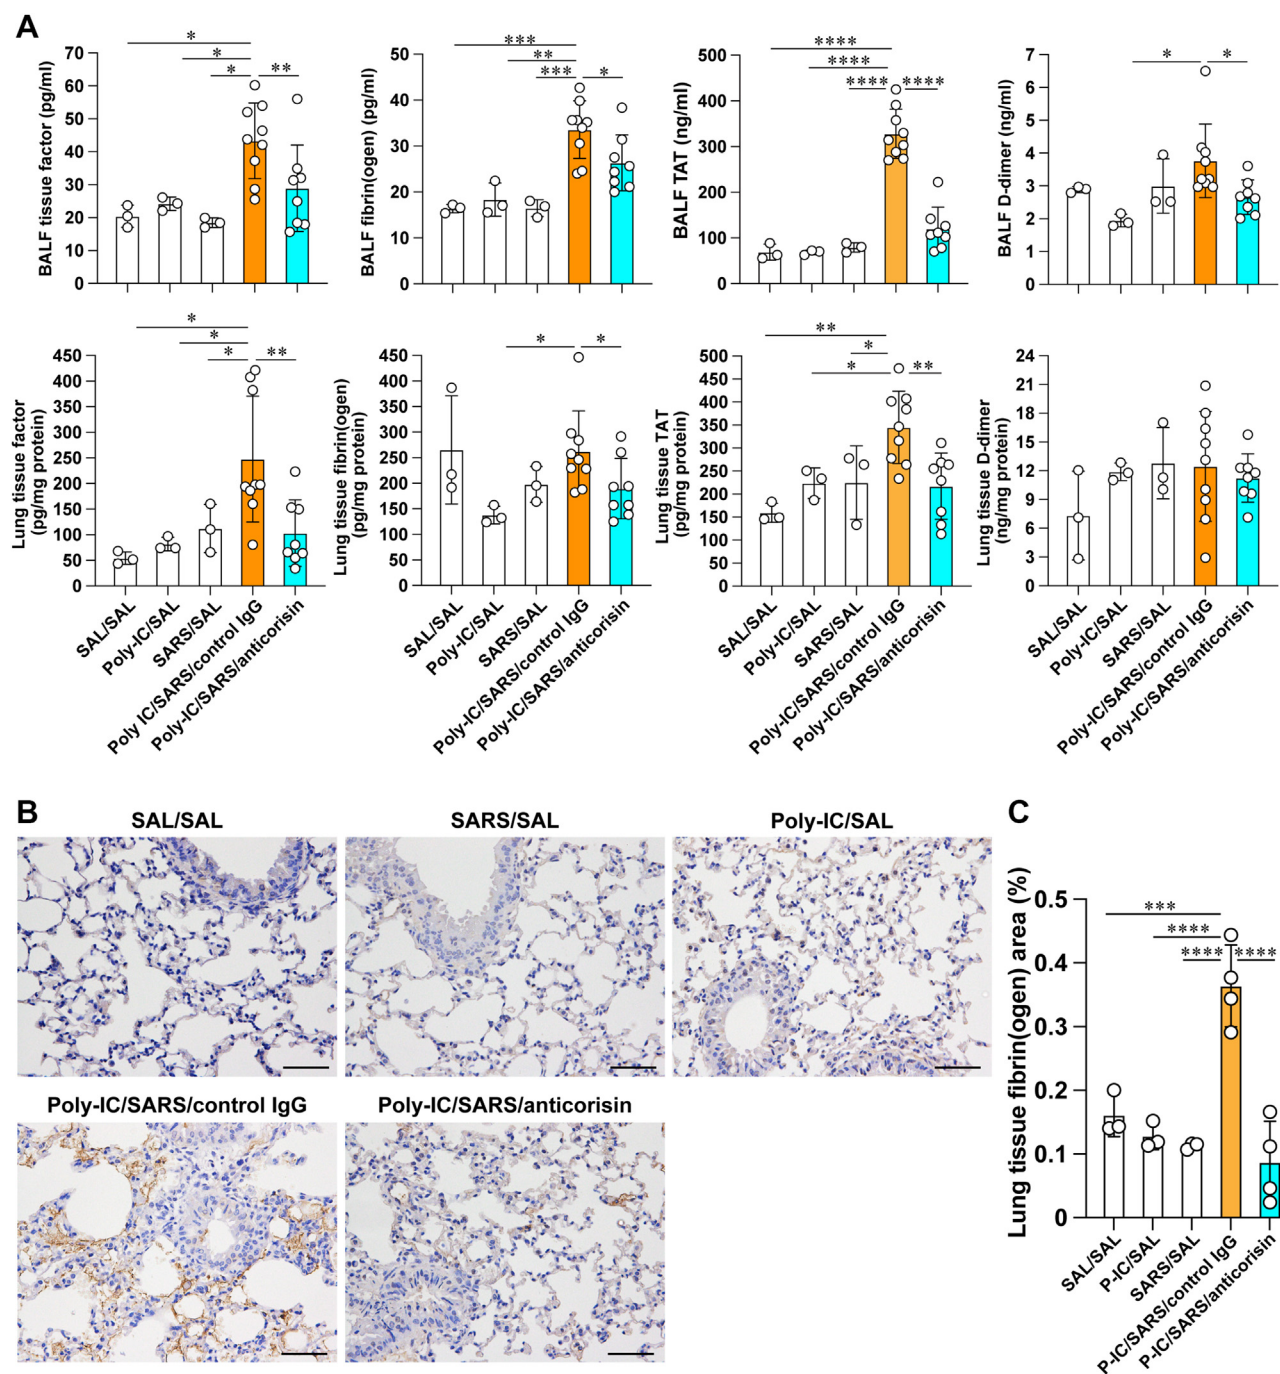 A
BALF tissue factor (pg/ml)
70
60
50
40
30
20
10
0
*
*
*
**
BALF fibrin(ogen) (pg/ml)
50
40
30
20
10
0
***
**
***
*
BALF TAT (ng/ml)
500
400
300
200
100
0
****
****
****
****
BALF D-dimer (ng/ml)
7
6
5
4
3
2
1
0
*
*
Lung tissue factor
(pg/mg protein)
450
400
350
300
250
200
150
100
50
0
*
*
*
**
SAL/SAL
Poly-IC/SAL
SARS/SAL
Poly IC/SARS/control IgG
Poly-IC/SARS/anticorisin
Lung tissue fibrin(ogen)
(pg/mg protein)
450
400
350
300
250
200
150
100
50
0
*
*
SAL/SAL
Poly-IC/SAL
SARS/SAL
Poly-IC/SARS/control IgG
Poly-IC/SARS/anticorisin
Lung tissue TAT
(pg/mg protein)
500
450
400
350
300
250
200
150
100
50
0
**
*
*
**
SAL/SAL
Poly-IC/SAL
SARS/SAL
Poly-IC/SARS/control IgG
Poly-IC/SARS/anticorisin
Lung tissue D-dimer
(ng/mg protein)
24
21
18
15
12
9
6
3
0
SAL/SAL
Poly-IC/SAL
SARS/SAL
Poly-IC/SARS/control IgG
Poly-IC/SARS/anticorisin
B
SAL/SAL
SARS/SAL
Poly-IC/SAL
Poly-IC/SARS/control IgG
Poly-IC/SARS/anticorisin
C
Lung tissue fibrin(ogen) area (%)
0.5
0.4
0.3
0.2
0.1
0
***
****
****
****
SAL/SAL
P-IC/SAL
SARS/SAL
P-IC/SARS/control IgG
P-IC/SARS/anticorisin